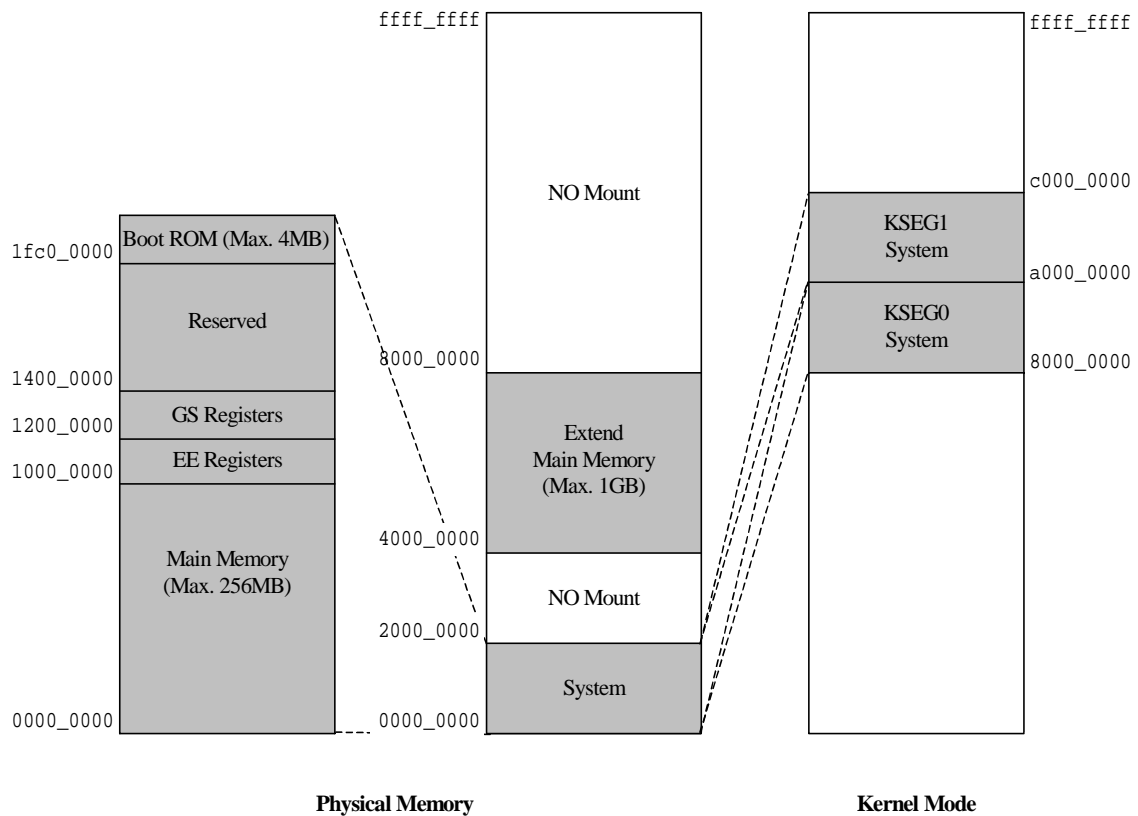 ffff_ffff
NO Mount
8000_0000
Extend
Main Memory
(Max. 1GB)
4000_0000
NO Mount
2000_0000
System
0000_0000
Boot ROM (Max. 4MB)
1fc0_0000
Reserved
1400_0000
GS Registers
1200_0000
EE Registers
1000_0000
Main Memory
(Max. 256MB)
0000_0000
ffff_ffff
c000_0000
KSEG1
System
a000_0000
KSEG0
System
8000_0000
Physical Memory
Kernel Mode